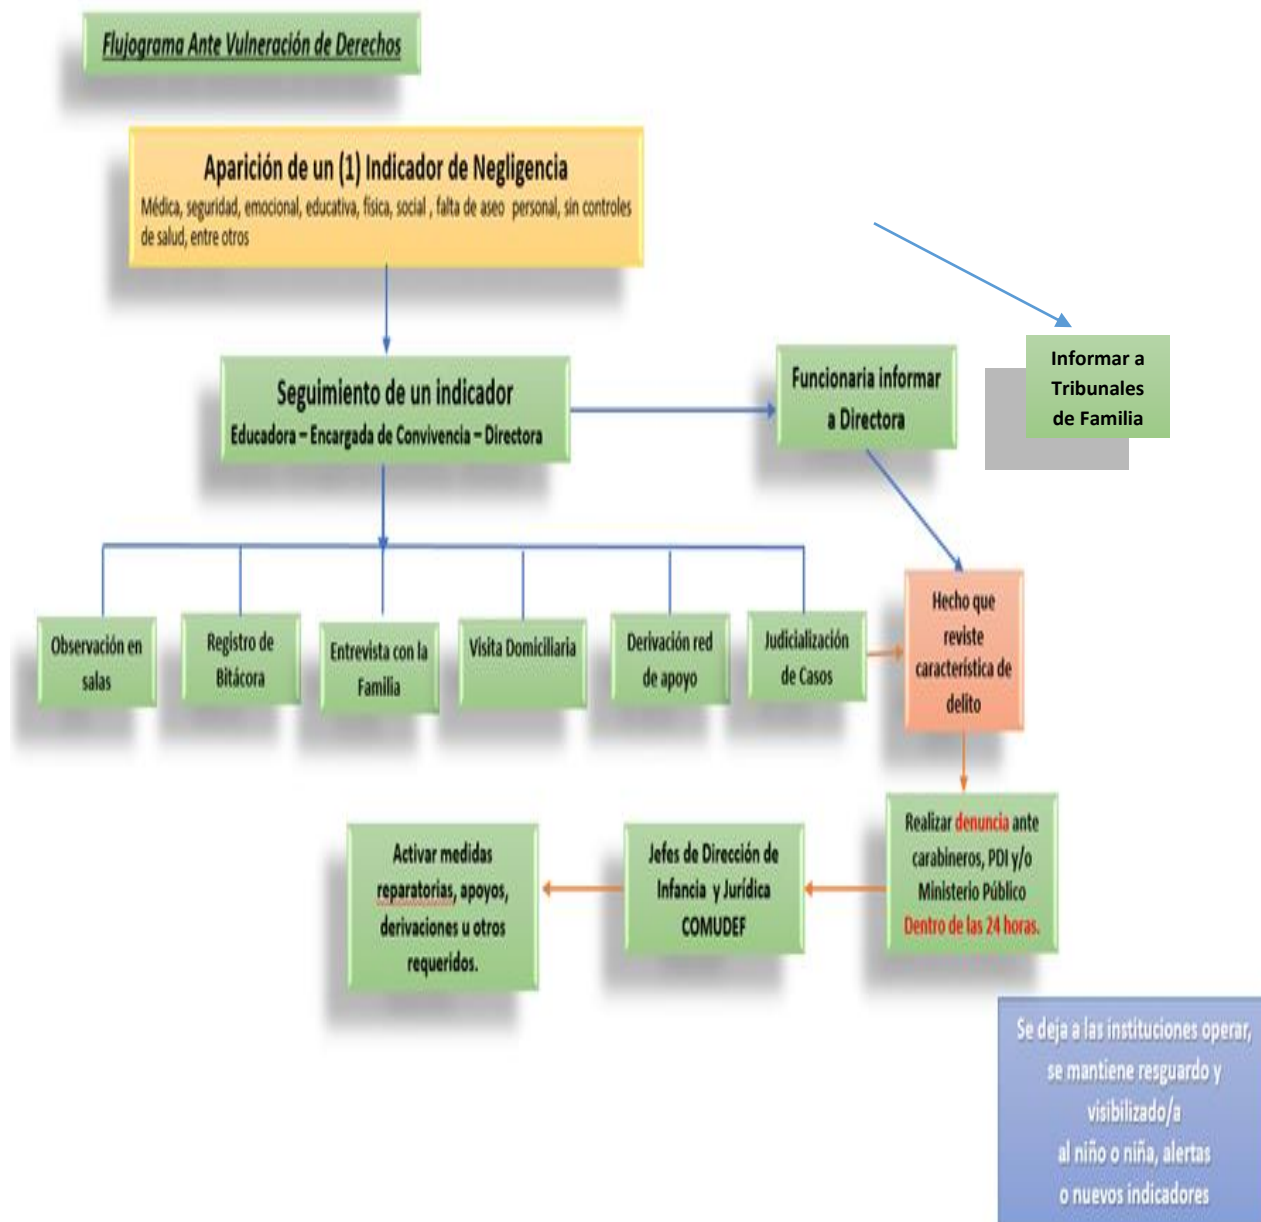 Flujograma Ante Vulneración de Derechos
Aparición de un (1) Indicador de Negligencia
Médica, seguridad, emocional, educativa, física, social , falta de aseo personal, sin controles
de salud, entre otros
Seguimiento de un indicador
Educadora – Encargada de Convivencia – Directora
Funcionaria informar
a Directora
Informar a
Tribunales
de Familia
Observación en
salas
Registro de
Bitácora
Entrevista con la
Familia
Visita Domiciliaria
Derivación red
de apoyo
Judicialización
de Casos
Hecho que
reviste
característica de
delito
Realizar denuncia ante
carabineros, PDI y/o
Ministerio Público
Dentro de las 24 horas.
Jefes de Dirección de
Infancia y Jurídica
COMUDEF
Activar medidas
reparatorias, apoyos,
derivaciones u otros
requeridos.
Se deja a las instituciones operar,
se mantiene resguardo y
visibilizado/a
al niño o niña, alertas
o nuevos indicadores